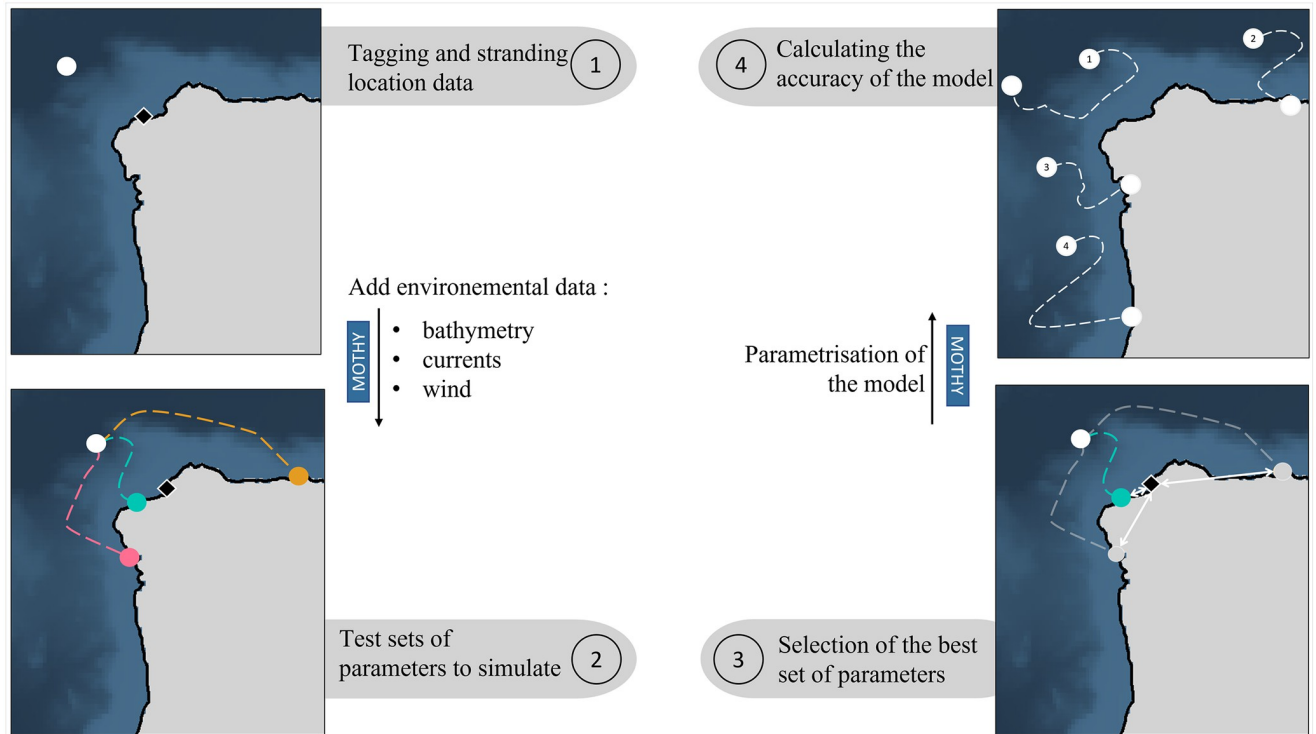 Tagging and stranding
location data
1
Add environemental data :
MOTHY
• bathymetry
• currents
• wind
Test sets of
parameters to simulate
2
3
Selection of the best
set of parameters
Parametrisation of
the model
MOTHY
4
Calculating the
accuracy of the model
1
2
3
4